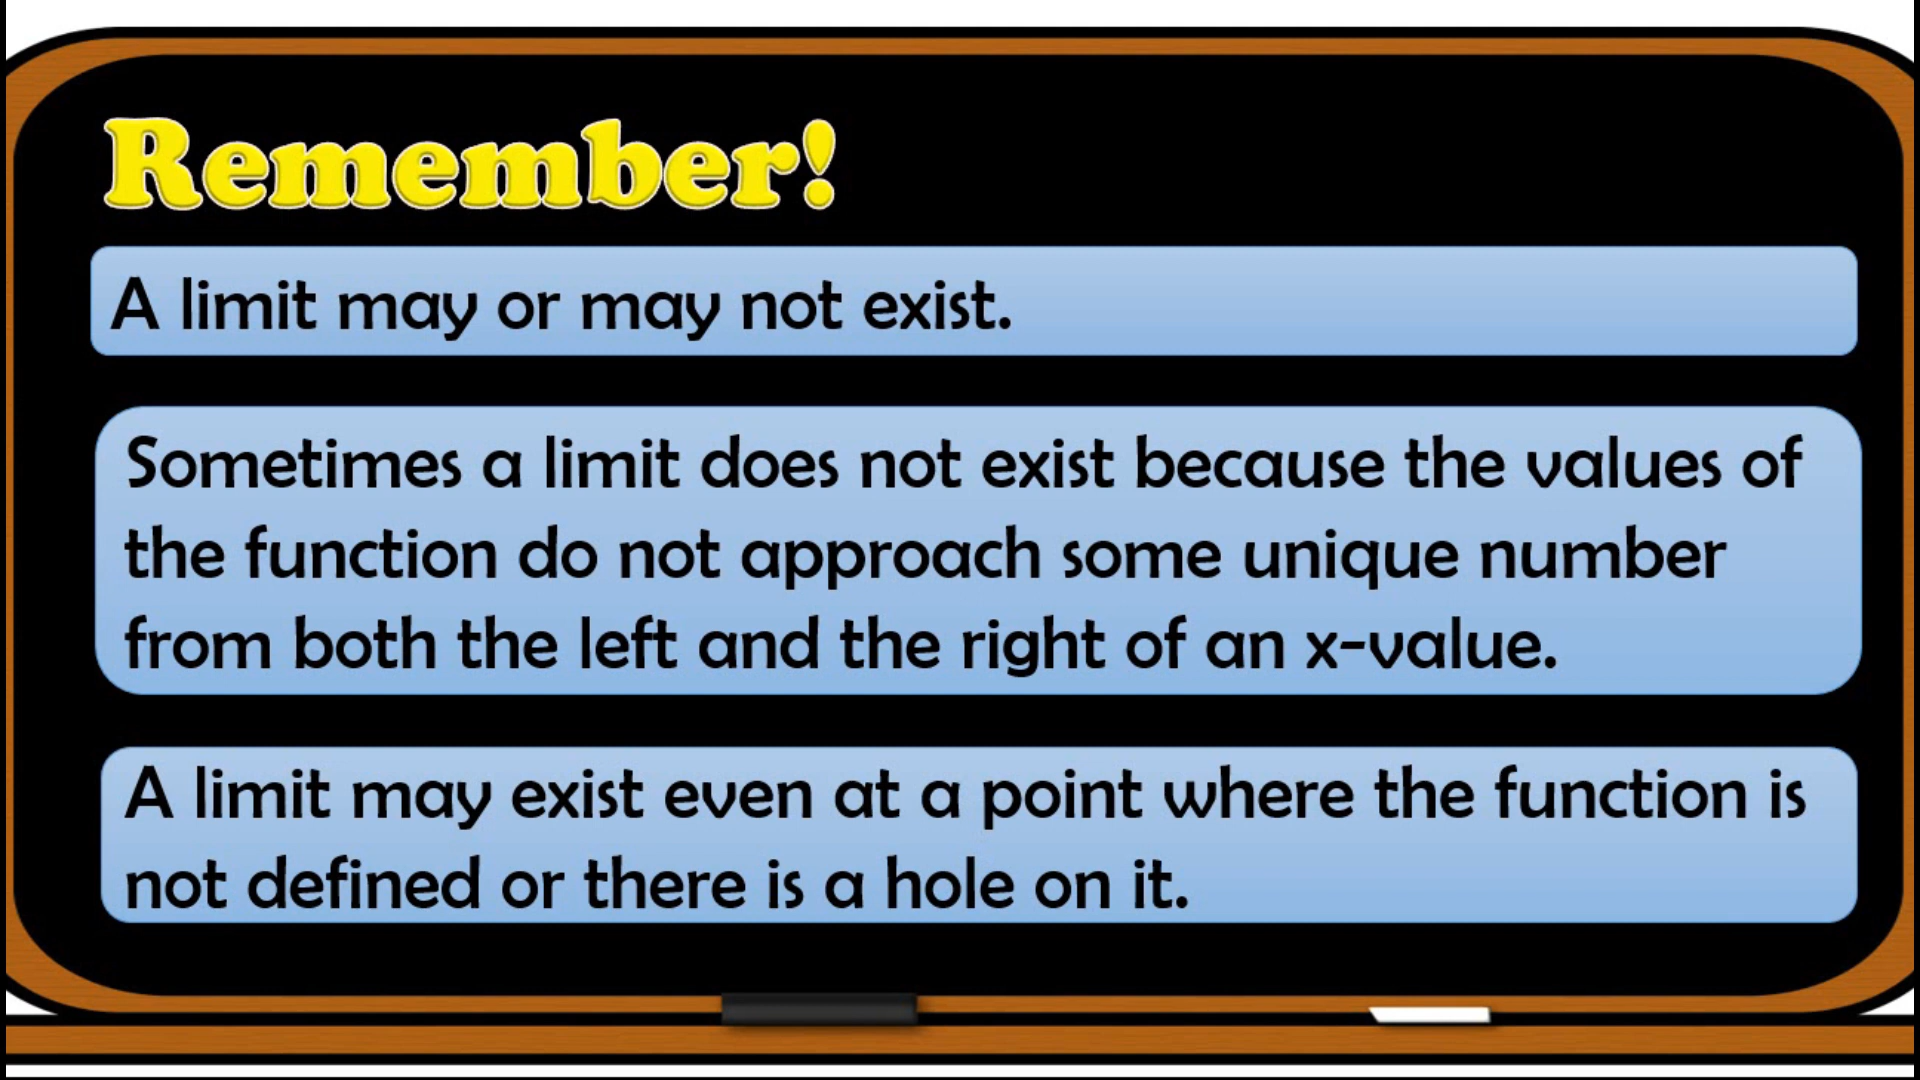 Remember!
A limit may or may not exist.
Sometimes a limit does not exist because the values of
the function do not approach some unique number
from both the left and the right of an x-value.
A limit may exist even at a point where the function is
not defined or there is a hole on it.